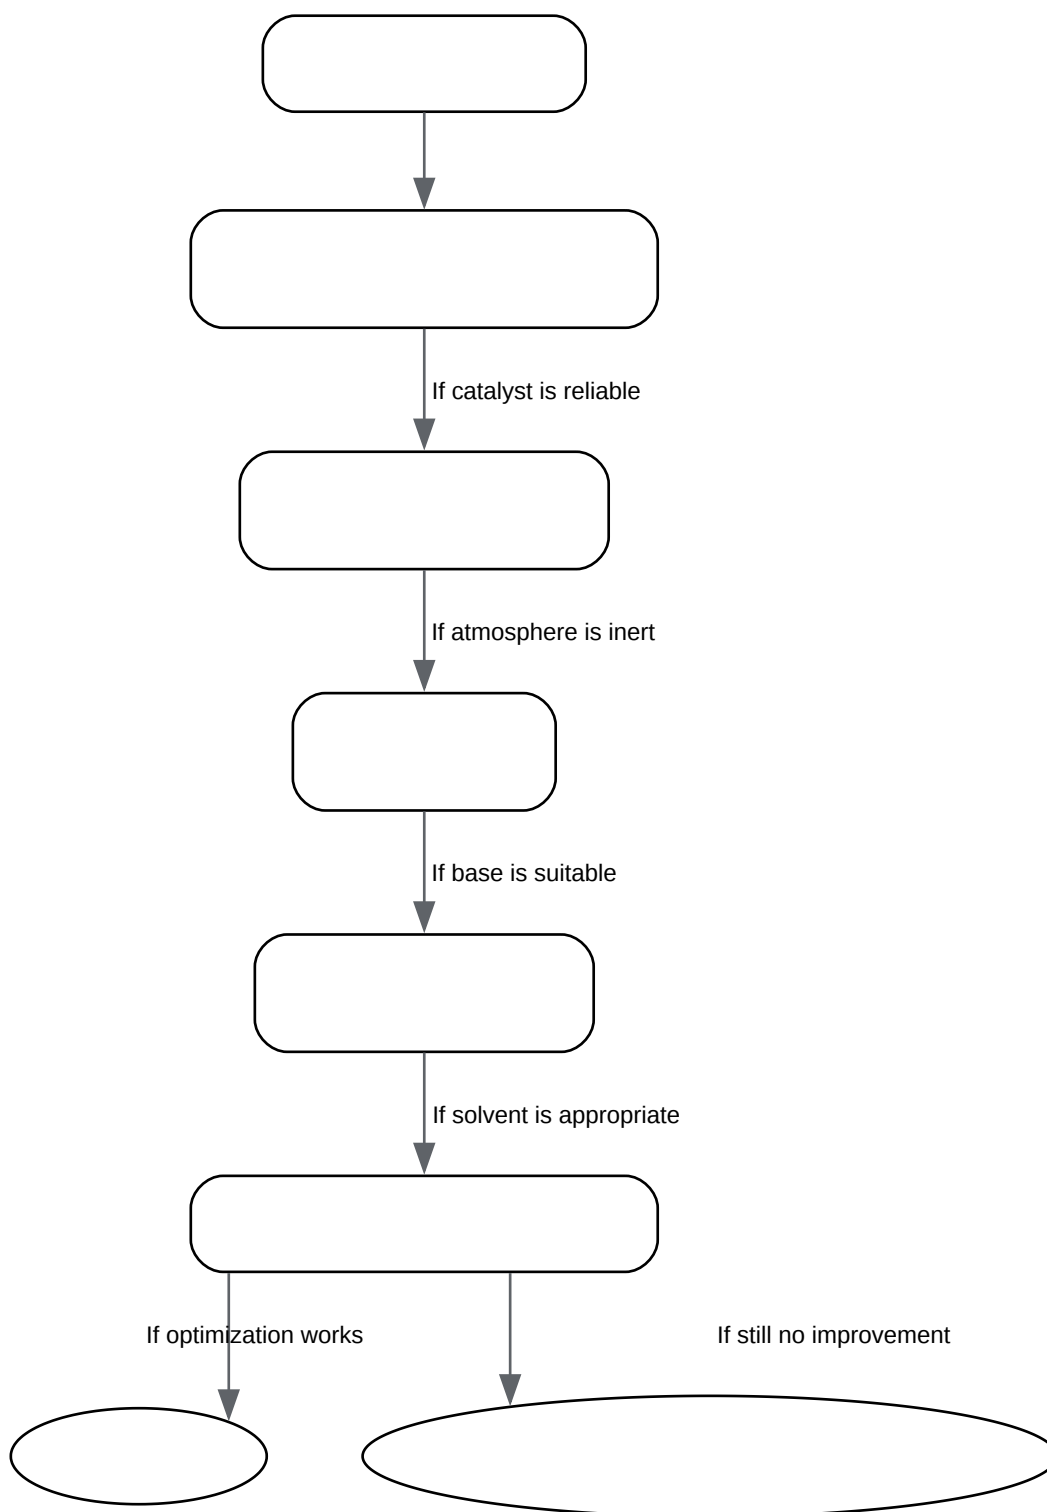 If catalyst is reliable
If atmosphere is inert
If base is suitable
If solvent is appropriate
If optimization works
If still no improvement